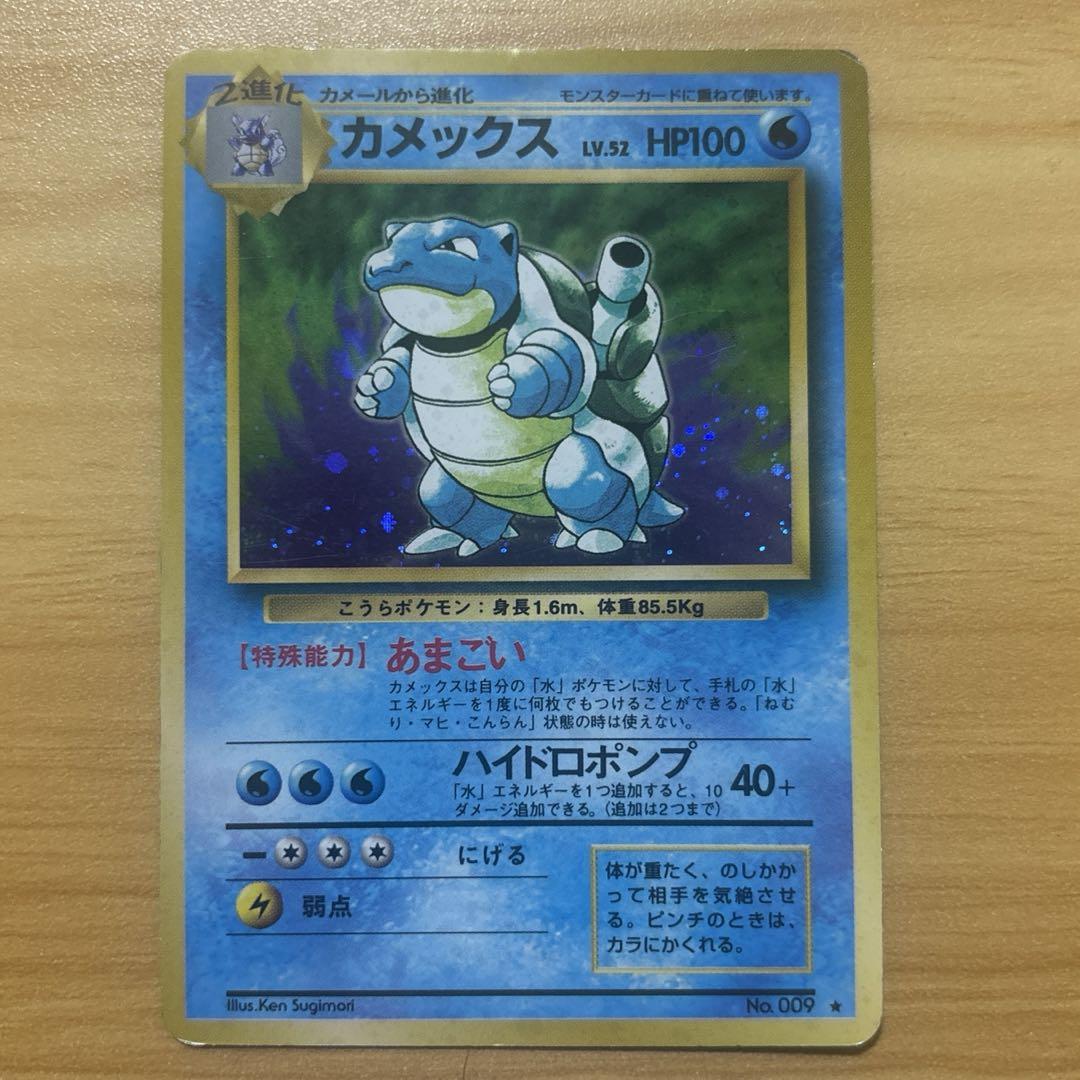 2進化
カメールから進化
モンスターカードに重ねて使います。
カメックス LV.52 HP100
こうらポケモン:身長1.6m、体重85.5Kg
【特殊能力】あまごい
カメックスは自分の「水」ポケモンに対して、手札の「水」
エネルギーを1度に何枚でもつけることができる。「ねむ
り・マヒ・こんらん」状態の時は使えない。
ハイドロポンプ 40+
「水」エネルギーを1つ追加すると、10
ダメージ追加できる。(追加は2つまで)
にげる
弱点
体が重たく、のしかか
って相手を気絶させ
る。ピンチのときは、
カラにかくれる。
Illus.Ken Sugimori
No. 009 ★